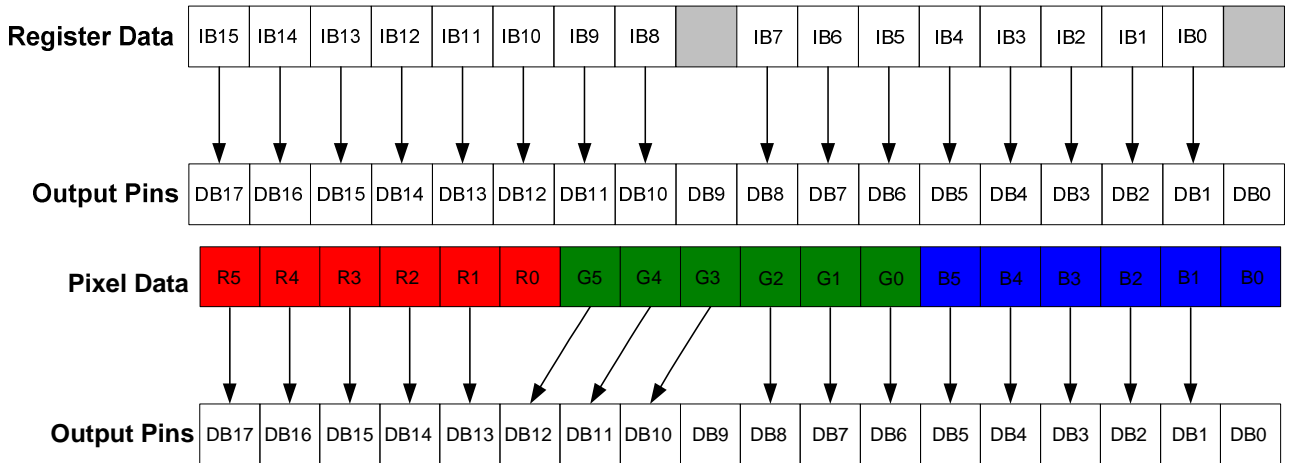 Register Data IB15 IB14 IB13 IB12 IB11 IB10 IB9 IB8 IB7 IB6 IB5 IB4 IB3 IB2 IB1 IB0
Output Pins DB17 DB16 DB15 DB14 DB13 DB12 DB11 DB10 DB9 DB8 DB7 DB6 DB5 DB4 DB3 DB2 DB1 DB0
Pixel Data R5 R4 R3 R2 R1 R0 G5 G4 G3 G2 G1 G0 B5 B4 B3 B2 B1 B0
Output Pins DB17 DB16 DB15 DB14 DB13 DB12 DB11 DB10 DB9 DB8 DB7 DB6 DB5 DB4 DB3 DB2 DB1 DB0